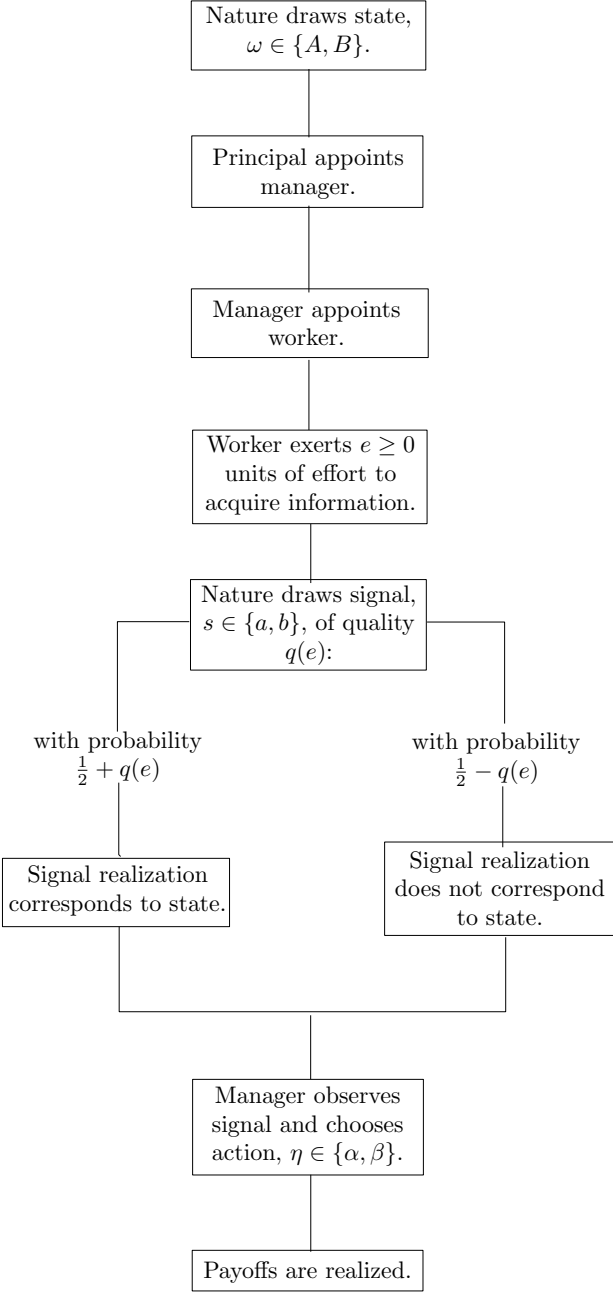 Nature draws state,
ω ∈ {A, B}.
Principal appoints
manager.
Manager appoints
worker.
Worker exerts e ≥ 0
units of effort to
acquire information.
Nature draws signal,
s ∈ {a, b}, of quality
q(e):
with probability
1/2 + q(e)
with probability
1/2 − q(e)
Signal realization
corresponds to state.
Signal realization
does not correspond
to state.
Manager observes
signal and chooses
action, η ∈ {α, β}.
Payoffs are realized.